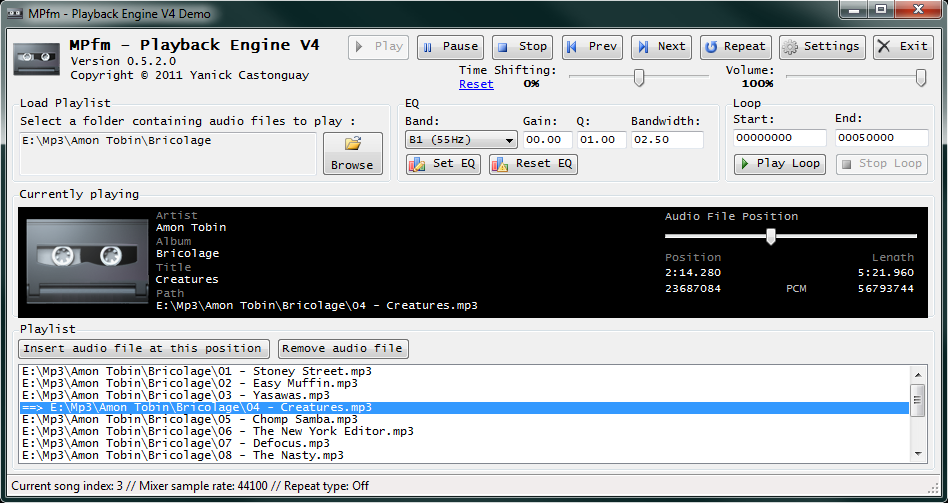 MPfm - Playback Engine V4 Demo
MPfm - Playback Engine V4
Version 0.5.2.0
Copyright © 2011 Yanick Castonguay
Play Pause Stop Prev Next Repeat Settings Exit
Time Shifting: Volume:
Reset 0% 100%
Load Playlist
Select a folder containing audio files to play :
E:\Mp3\Amon Tobin\Bricolage
Browse
EQ
Band: Gain: Q: Bandwidth:
B1 (55Hz) 00.00 01.00 02.50
Set EQ Reset EQ
Loop
Start: End:
00000000 00050000
Play Loop Stop Loop
Currently playing
Artist
Amon Tobin
Album
Bricolage
Title
Creatures
Path
E:\Mp3\Amon Tobin\Bricolage\04 - Creatures.mp3
Audio File Position
Position Length
2:14.280 5:21.960
23687084 PCM 56793744
Playlist
Insert audio file at this position Remove audio file
E:\Mp3\Amon Tobin\Bricolage\01 - Stoney Street.mp3
E:\Mp3\Amon Tobin\Bricolage\02 - Easy Muffin.mp3
E:\Mp3\Amon Tobin\Bricolage\03 - Yasawas.mp3
==> E:\Mp3\Amon Tobin\Bricolage\04 - Creatures.mp3
E:\Mp3\Amon Tobin\Bricolage\05 - Chomp Samba.mp3
E:\Mp3\Amon Tobin\Bricolage\06 - The New York Editor.mp3
E:\Mp3\Amon Tobin\Bricolage\07 - Defocus.mp3
E:\Mp3\Amon Tobin\Bricolage\08 - The Nasty.mp3
Current song index: 3 // Mixer sample rate: 44100 // Repeat type: Off